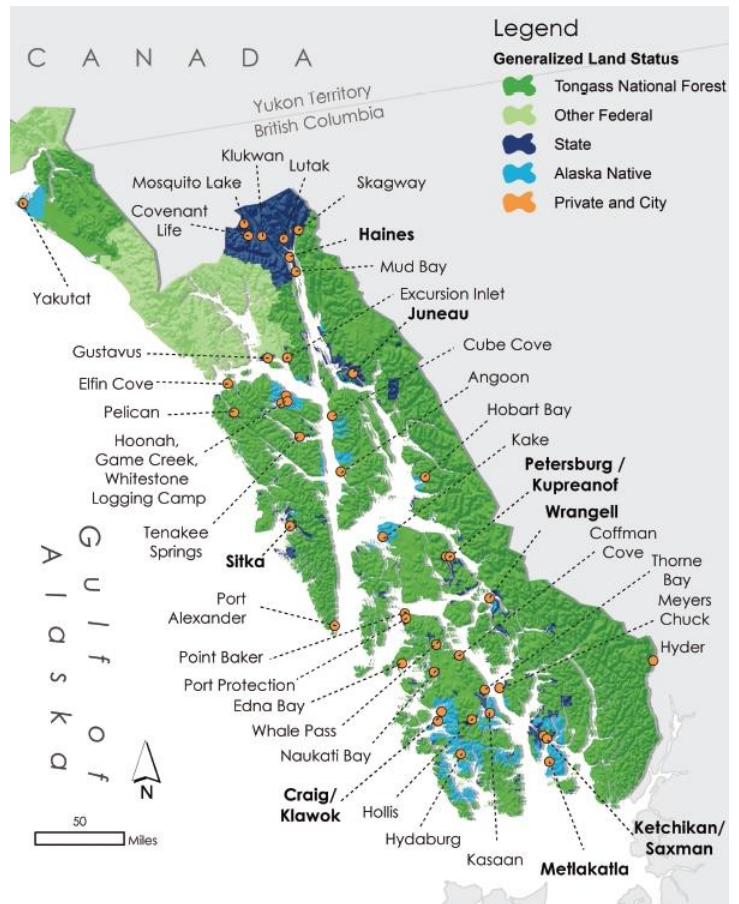 Legend
Generalized Land Status
Tongass National Forest
Other Federal
State
Alaska Native
Private and City
CANADA
Yukon Territory
British Columbia
Klukwan
Lutak
Mosquito Lake
Skagway
Covenant
Life
Haines
Mud Bay
Yakutat
Excursion Inlet
Juneau
Gustavus
Cube Cove
Elfin Cove
Angoon
Pelican
Hobart Bay
Hoonah,
Game Creek,
Whitestone
Logging Camp
Kake
Petersburg /
Kupreanof
Wrangell
Tenakee
Springs
Coffman
Cove
Sitka
Thorne
Bay
Meyers
Chuck
Gulf of
Alaska
Port
Alexander
Hyder
Point Baker
Port Protection
Edna Bay
Whale Pass
Naukati Bay
N
Craig/
Klawok
Hollis
Hydaburg
Kasaan
Ketchikan/
Saxman
Metlakatla
50
Miles